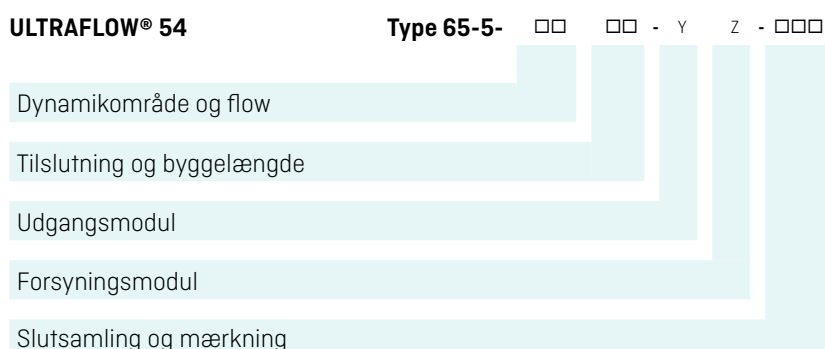 ULTRAFLOW® 54 Type 65-5- □□ □□ - Y Z - □□□
Dynamikområde og flow
Tilslutning og byggelængde
Udgangsmodul
Forsyningsmodul
Slutsamling og mærkning